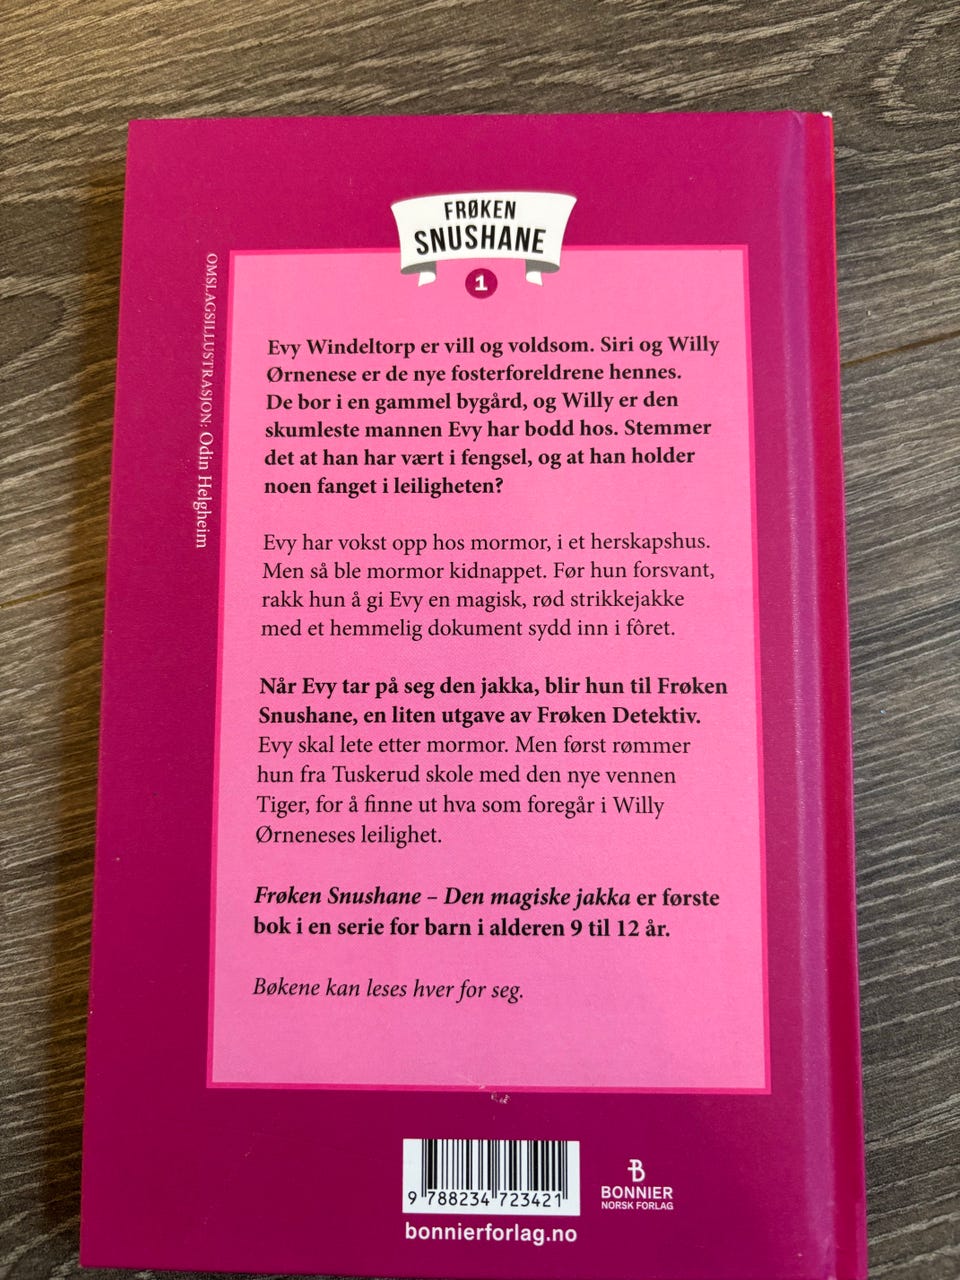 FRØKEN
SNUSHANE
1
OMSLAGSILLUSTRASJON: Odin Helgheim
Evy Windeltorp er vill og voldsom. Siri og Willy
Ørnenese er de nye fosterforeldrene hennes.
De bor i en gammel bygård, og Willy er den
skumleste mannen Evy har bodd hos. Stemmer
det at han har vært i fengsel, og at han holder
noen fanget i leiligheten?
Evy har vokst opp hos mormor, i et herskapshus.
Men så ble mormor kidnappet. Før hun forsvant,
rakk hun å gi Evy en magisk, rød strikkejakke
med et hemmelig dokument sydd inn i fôret.
Når Evy tar på seg den jakka, blir hun til Frøken
Snushane, en liten utgave av Frøken Detektiv.
Evy skal lete etter mormor. Men først rømmer
hun fra Tuskerud skole med den nye vennen
Tiger, for å finne ut hva som foregår i Willy
Ørneneses leilighet.
Frøken Snushane – Den magiske jakka er første
bok i en serie for barn i alderen 9 til 12 år.
Bøkene kan leses hver for seg.
9 788234 723421
bonnierforlag.no
B
BONNIER
NORSK FORLAG